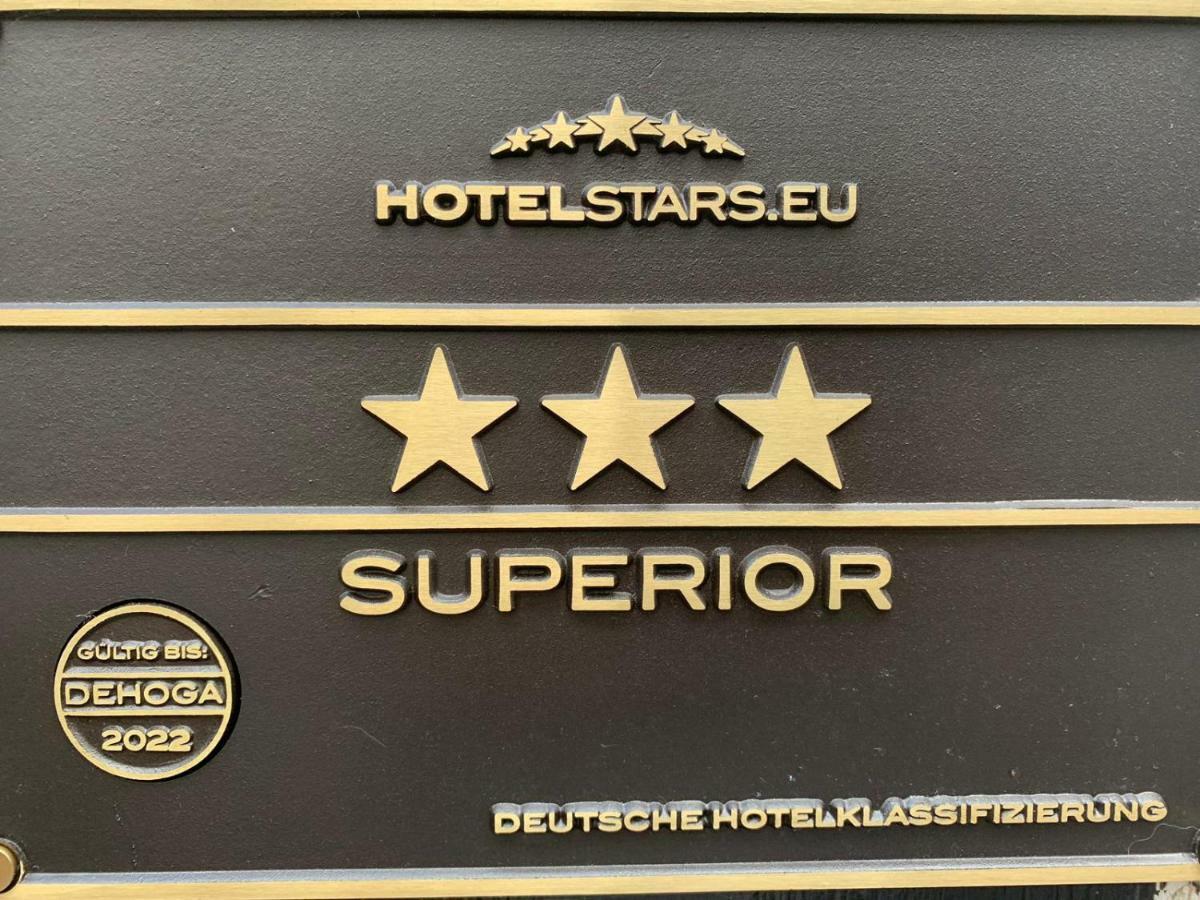 HOTELSTARS.EU
SUPERIOR
GÜLTIG BIS:
DEHOGA
2022
DEUTSCHE HOTELKLASSIFIZIERUNG